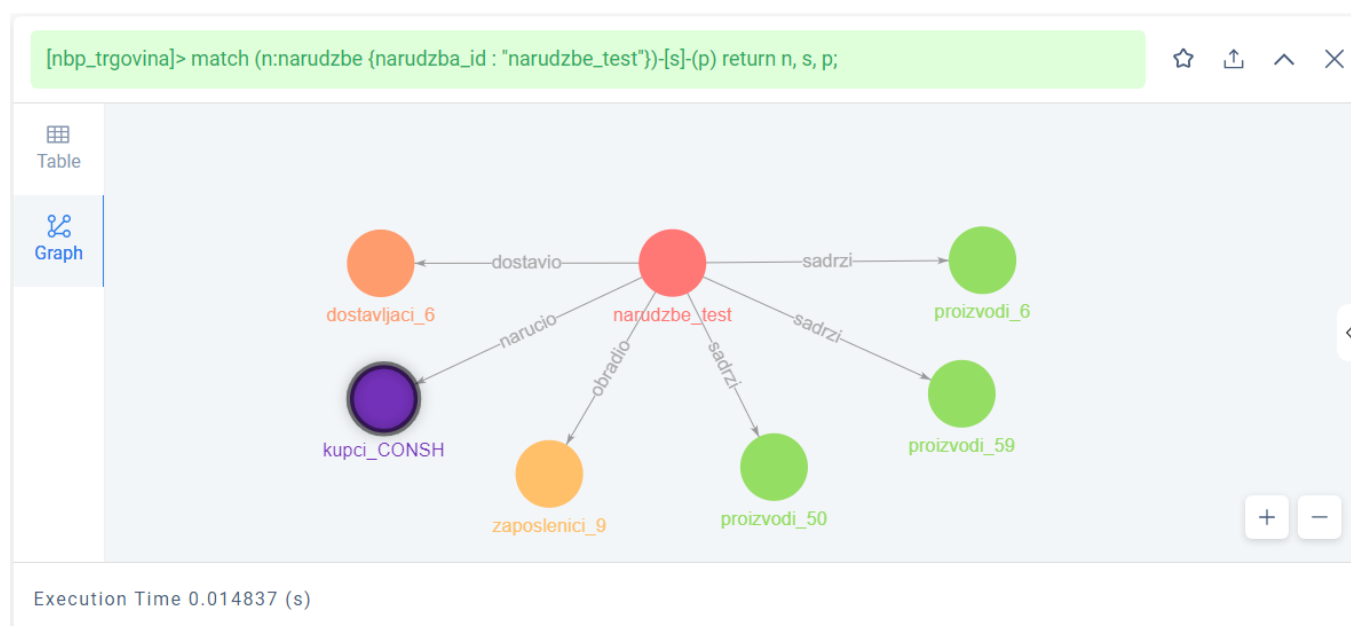 [nbp_trgovina]> match (n:narudzbe {narudzba_id : "narudzbe_test"})-[s]-(p) return n, s, p;
Table
Graph
dostavio
sadrzi
dostavljaci_6
narudzbe_test
proizvodi_6
narucio
sadrzi
obradio
sadrzi
kupci_CONSH
proizvodi_59
zaposlenici_9
proizvodi_50
Execution Time 0.014837 (s)